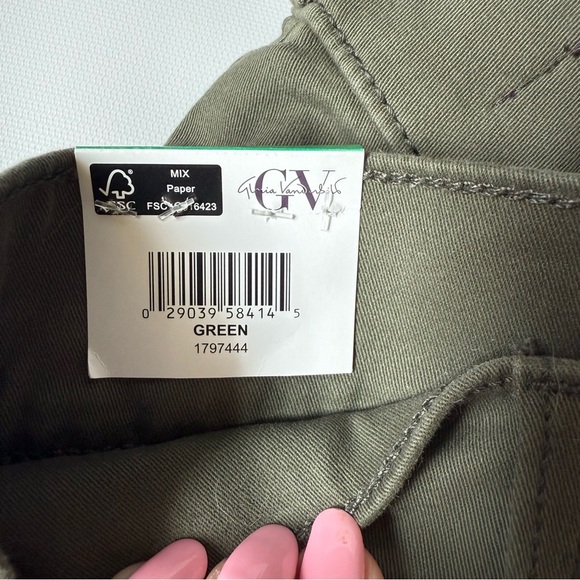 MIX
Paper
FSC
Gloria Vanderbilt
GV
0 29039 58414 5
GREEN
1797444